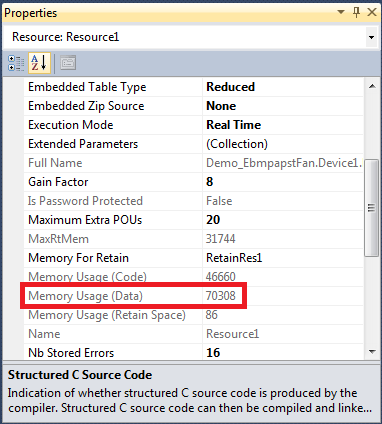 Properties
Resource: Resource1
Embedded Table Type Reduced
Embedded Zip Source None
Execution Mode Real Time
Extended Parameters (Collection)
Full Name Demo_EbmpapstFan.Device1.
Gain Factor 8
Is Password Protected False
Maximum Extra POUs 20
MaxRtMem 31744
Memory For Retain RetainRes1
Memory Usage (Code) 46660
Memory Usage (Data) 70308
Memory Usage (Retain Space) 86
Name Resource1
Nb Stored Errors 16
Structured C Source Code
Indication of whether structured C source code is produced by the
compiler. Structured C source code can then be compiled and linke...